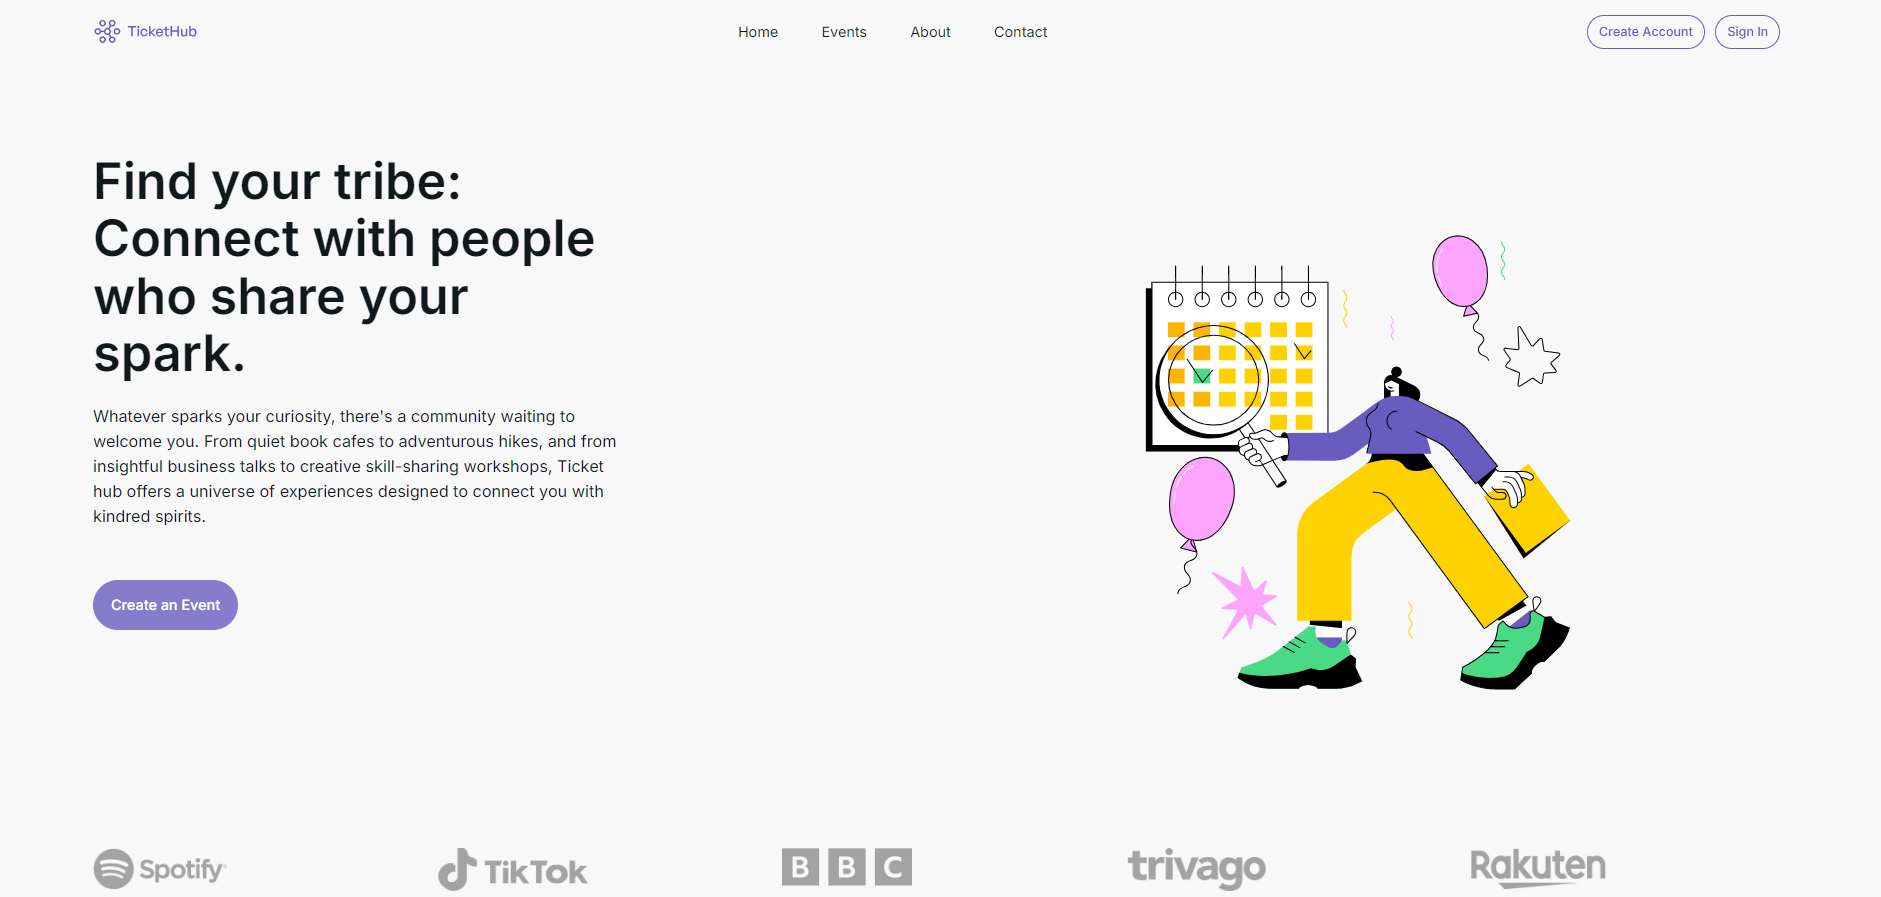 TicketHub
Home
Events
About
Contact
Create Account
Sign In
Find your tribe:
Connect with people
who share your
spark.
Whatever sparks your curiosity, there's a community waiting to
welcome you. From quiet book cafes to adventurous hikes, and from
insightful business talks to creative skill-sharing workshops, Ticket
hub offers a universe of experiences designed to connect you with
kindred spirits.
Create an Event
Spotify
TikTok
BBC
trivago
Rakuten